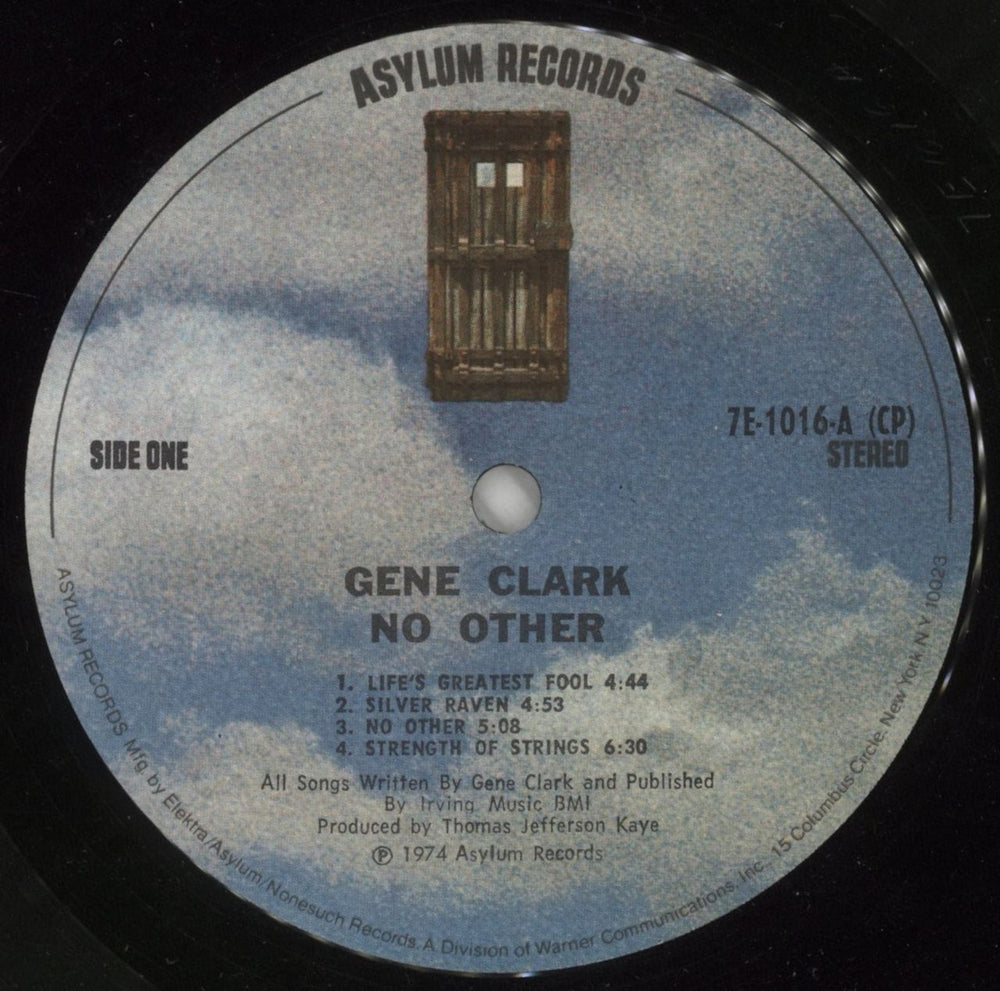 ASYLUM RECORDS
7E-1016-A (CP)
SIDE ONE
STEREO
GENE CLARK
NO OTHER
1. LIFE'S GREATEST FOOL 4:44
2. SILVER RAVEN 4:53
3. NO OTHER 5:08
4. STRENGTH OF STRINGS 6:30
All Songs Written By Gene Clark and Published
By Irving Music BMI
Produced by Thomas Jefferson Kaye
Ⓟ 1974 Asylum Records
ASYLUM RECORDS Mfg. by Elektra/Asylum/Nonesuch Records. A Division of Warner Communications, Inc. 15 Columbus Circle. New York. N Y 10023